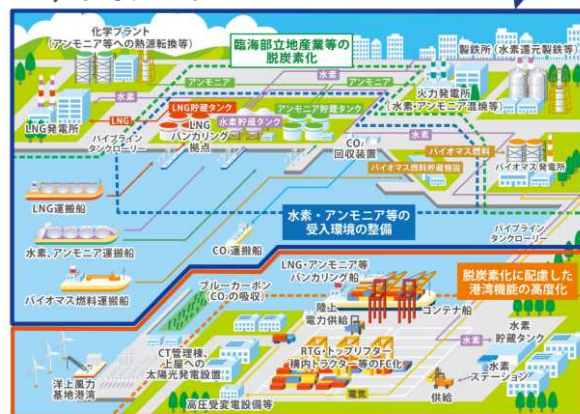 化学プラント
(アンモニア等への熱源転換等)
臨海部立地産業等の
脱炭素化
製鉄所(水素還元製鉄等)
水素
アンモニア
アンモニア
水素
火力発電所
(水素・アンモニア混焼等)
LNG
LNG貯蔵タンク
アンモニア貯蔵タンク
水素貯蔵タンク
LNG発電所
LNG
バンカリング
拠点
パイプライン
タンクローリー
CO₂
回収装置
水素
バイオマス燃料
バイオマス発電所
バイオマス燃料貯蔵施設
LNG運搬船
水素・アンモニア等の
受入環境の整備
パイプライン
タンクローリー
水素、アンモニア運搬船
CO₂運搬船
バイオマス燃料運搬船
LNG・アンモニア等
バンカリング船
脱炭素化に配慮した
港湾機能の高度化
ブルーカーボン
(CO₂の吸収)
コンテナ船
陸上
電力供給
水素
水素
貯蔵タンク
CT管理棟、
上屋への
太陽光発電設置
RTG・トップリフター
構内トラクター等のFC化
水素
ステーション
洋上風力
基地港湾
供給
電気
高圧受変電設備等